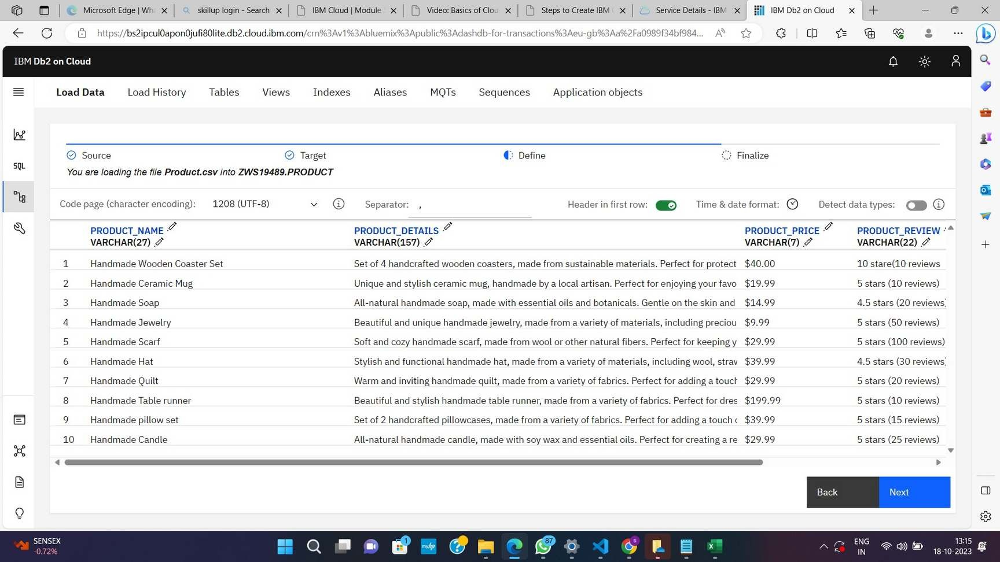 Microsoft Edge | Wha
skillup login - Search
IBM Cloud | Module
Video: Basics of Clou
Steps to Create IBM
Service Details - IBM
IBM Db2 on Cloud
https://bs2ipcul0apon0jufi80lite.db2.cloud.ibm.com/crn%3Av1%3Abluemix%3Apublic%3Adashdb-for-transactions%3Aeu-gb%3Aa%2Fa0989f34bf984...
IBM Db2 on Cloud
Load Data Load History Tables Views Indexes Aliases MQTs Sequences Application objects
Source Target Define Finalize
You are loading the file Product.csv into ZWS19489.PRODUCT
SQL
Code page (character encoding): 1208 (UTF-8) Separator: , Header in first row: Time & date format: Detect data types:
PRODUCT_NAME PRODUCT_DETAILS PRODUCT_PRICE PRODUCT_REVIEW
VARCHAR(27) VARCHAR(157) VARCHAR(7) VARCHAR(22)
1 Handmade Wooden Coaster Set Set of 4 handcrafted wooden coasters, made from sustainable materials. Perfect for protect $40.00 10 stare(10 reviews
2 Handmade Ceramic Mug Unique and stylish ceramic mug, handmade by a local artisan. Perfect for enjoying your favo $19.99 5 stars (10 reviews)
3 Handmade Soap All-natural handmade soap, made with essential oils and botanicals. Gentle on the skin and $14.99 4.5 stars (20 reviews)
4 Handmade Jewelry Beautiful and unique handmade jewelry, made from a variety of materials, including preciou $9.99 5 stars (50 reviews)
5 Handmade Scarf Soft and cozy handmade scarf, made from wool or other natural fibers. Perfect for keeping y $29.99 5 stars (100 reviews)
6 Handmade Hat Stylish and functional handmade hat, made from a variety of materials, including wool, straw $39.99 4.5 stars (30 reviews)
7 Handmade Quilt Warm and inviting handmade quilt, made from a variety of fabrics. Perfect for adding a touch $29.99 5 stars (20 reviews)
8 Handmade Table runner Beautiful and stylish handmade table runner, made from a variety of fabrics. Perfect for dres $199.99 5 stars (10 reviews)
9 Handmade pillow set Set of 2 handcrafted pillowcases, made from a variety of fabrics. Perfect for adding a touch $39.99 5 stars (15 reviews)
10 Handmade Candle All-natural handmade candle, made with soy wax and essential oils. Perfect for creating a re $29.99 5 stars (25 reviews)
Back Next
SENSEX
-0.72%
1
myhp
87
S
ENG
IN
13:15
18-10-2023